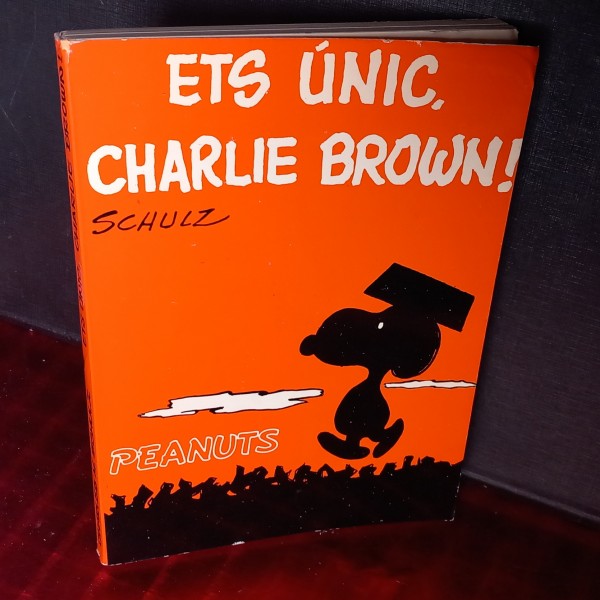 ETS ÚNIC,
CHARLIE BROWN!
SCHULZ
PEANUTS